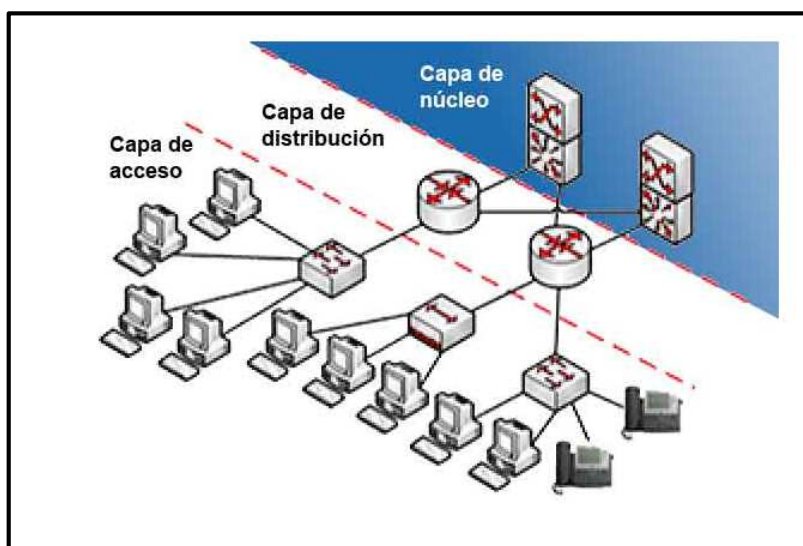 Capa de
acceso
Capa de
distribución
Capa de
núcleo